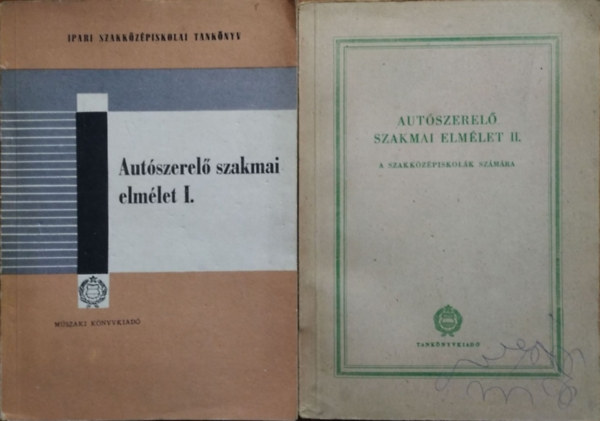 IPARI SZAKKÖZÉPISKOLAI TANKÖNYV
Autószerelő szakmai
elmélet I.
MŰSZAKI KÖNYVKIADÓ
AUTÓSZERELŐ
SZAKMAI ELMÉLET II.
A SZAKKÖZÉPISKOLÁK SZÁMÁRA
TANKÖNYVKIADÓ